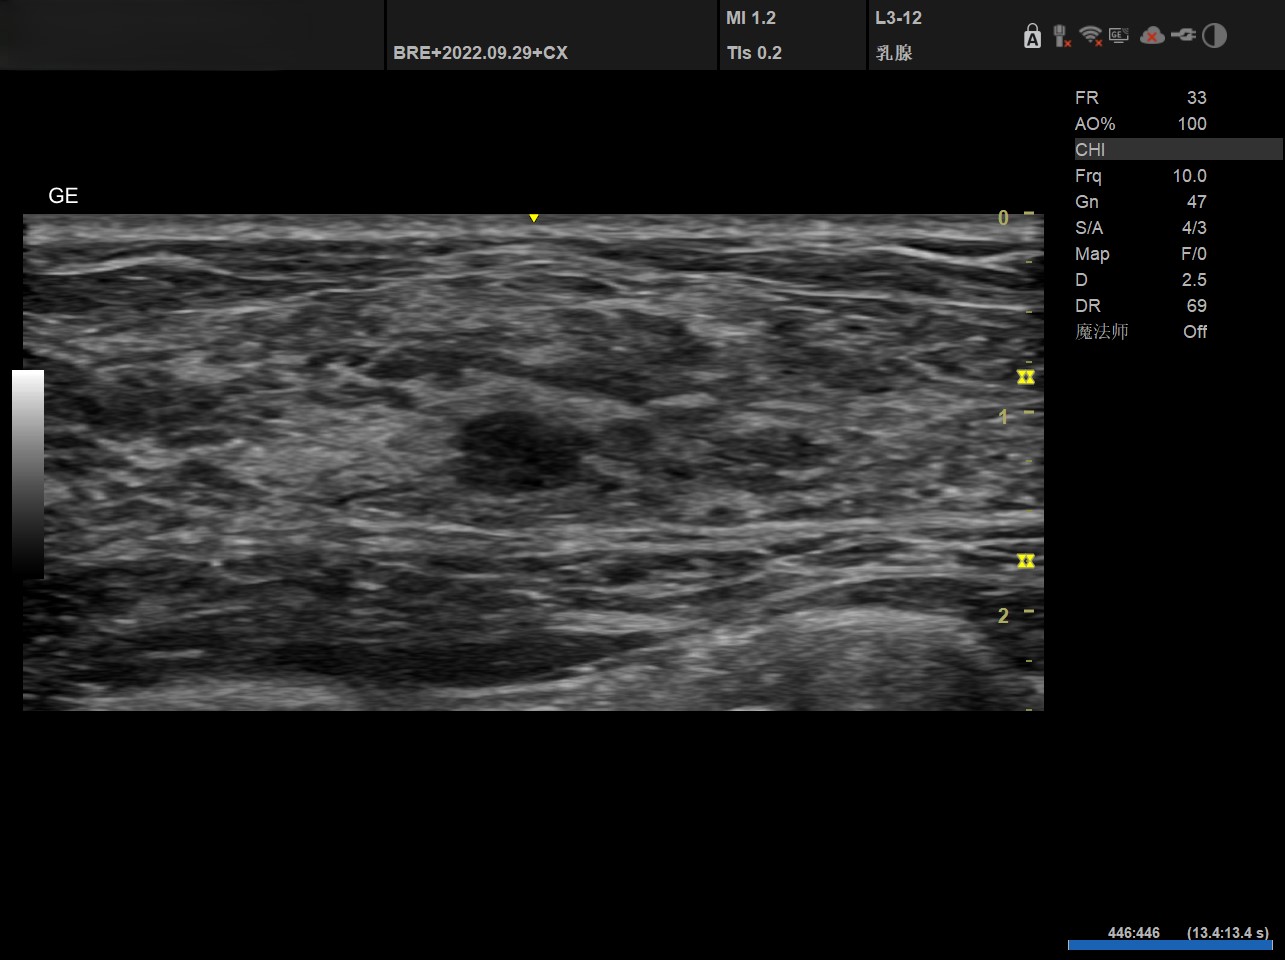 MI 1.2
L3-12
BRE+2022.09.29+CX
TIs 0.2
乳腺
A
GE
FR 33
AO% 100
CHI
Frq 10.0
Gn 47
S/A 4/3
Map F/0
D 2.5
DR 69
魔法师 Off
GE
0
1
2
446:446 (13.4:13.4 s)